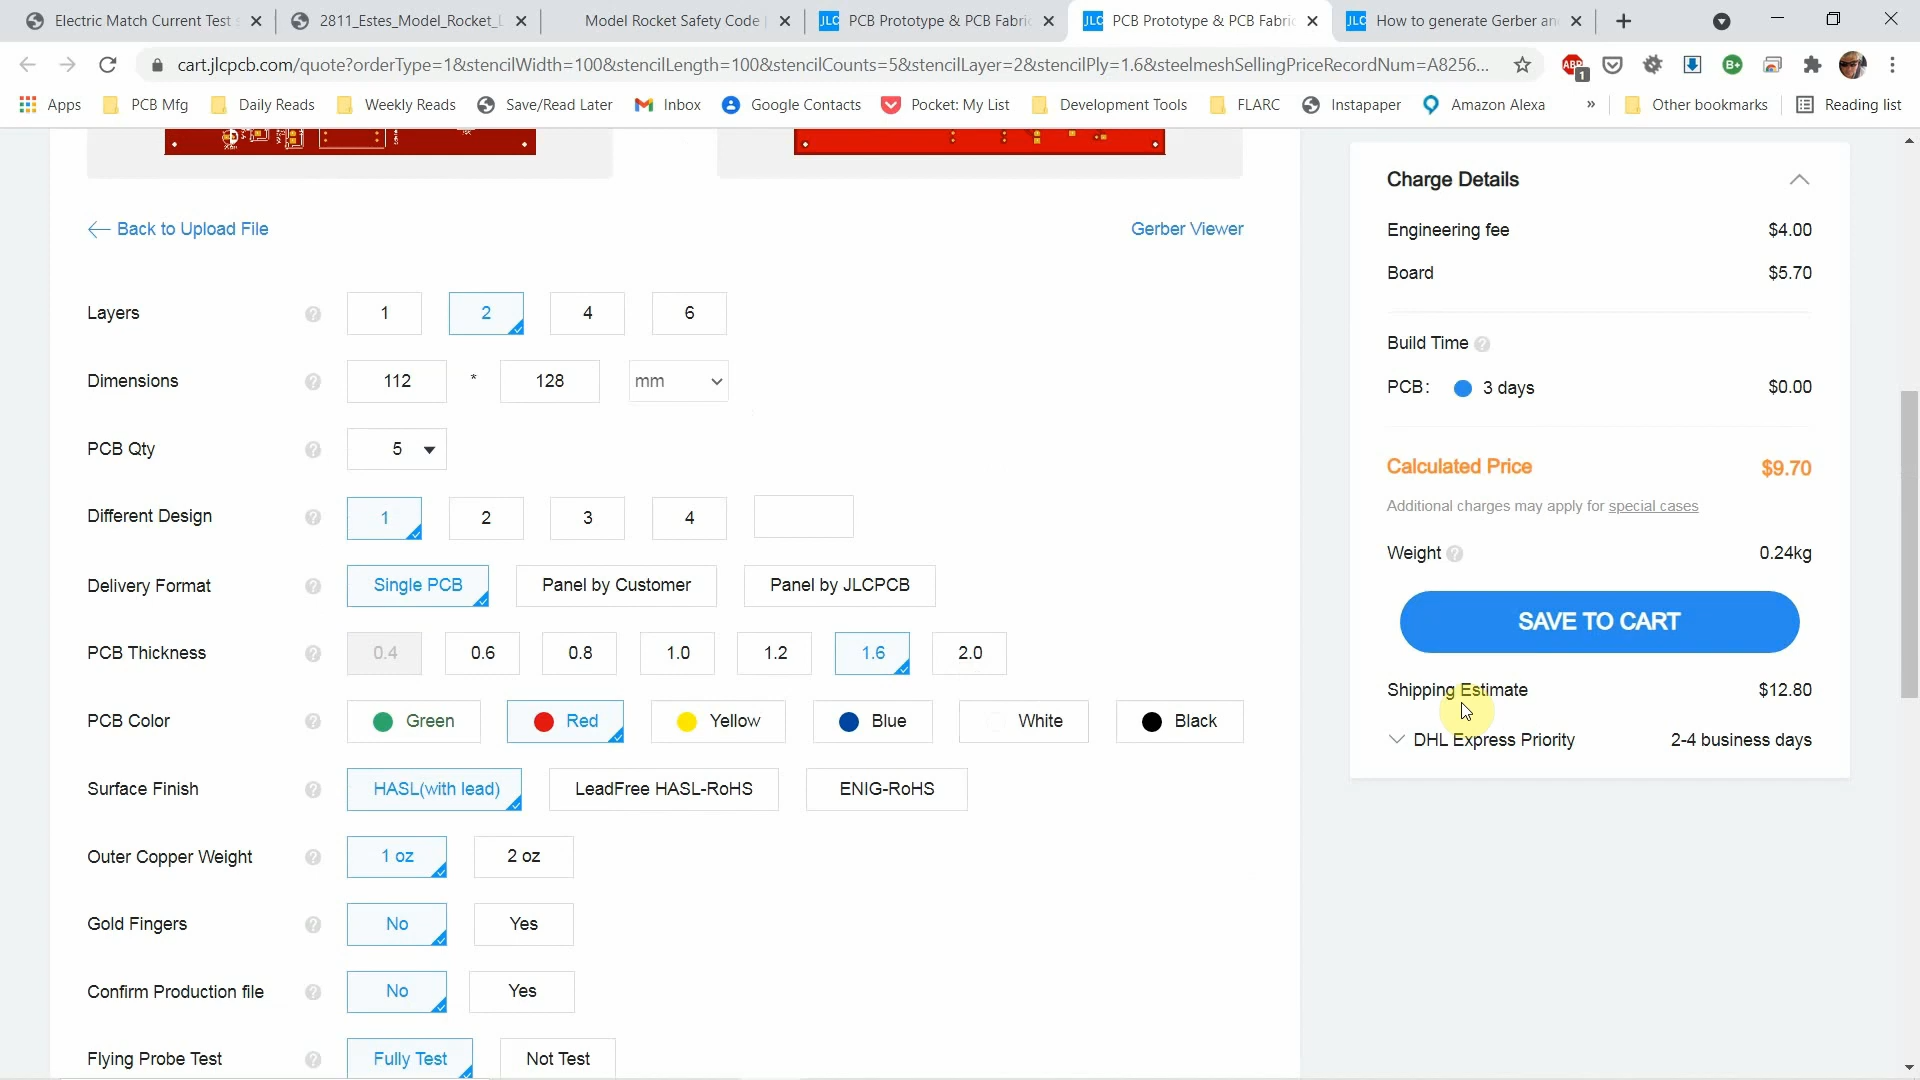 Electric Match Current Test s
2811_Estes_Model_Rocket_L
Model Rocket Safety Code
JLC PCB Prototype & PCB Fabric
JLC PCB Prototype & PCB Fabric
JLC How to generate Gerber an
cart.jlcpcb.com/quote?orderType=1&stencilWidth=100&stencilLength=100&stencilCounts=5&stencilLayer=2&stencilPly=1.6&steelmeshSellingPriceRecordNum=A8256...
ABP
1
B+
Apps PCB Mfg Daily Reads Weekly Reads Save/Read Later Inbox Google Contacts Pocket: My List Development Tools FLARC Instapaper Amazon Alexa » Other bookmarks Reading list
Back to Upload File
Gerber Viewer
Layers ? 1 2 4 6
Dimensions ? 112 * 128 mm
PCB Qty ? 5
Different Design ? 1 2 3 4
Delivery Format ? Single PCB Panel by Customer Panel by JLCPCB
PCB Thickness ? 0.4 0.6 0.8 1.0 1.2 1.6 2.0
PCB Color ? Green Red Yellow Blue White Black
Surface Finish ? HASL(with lead) LeadFree HASL-RoHS ENIG-RoHS
Outer Copper Weight ? 1 oz 2 oz
Gold Fingers ? No Yes
Confirm Production file ? No Yes
Flying Probe Test ? Fully Test Not Test
Charge Details
Engineering fee $4.00
Board $5.70
Build Time ?
PCB: 3 days $0.00
Calculated Price $9.70
Additional charges may apply for special cases
Weight ? 0.24kg
SAVE TO CART
Shipping Estimate $12.80
DHL Express Priority 2-4 business days